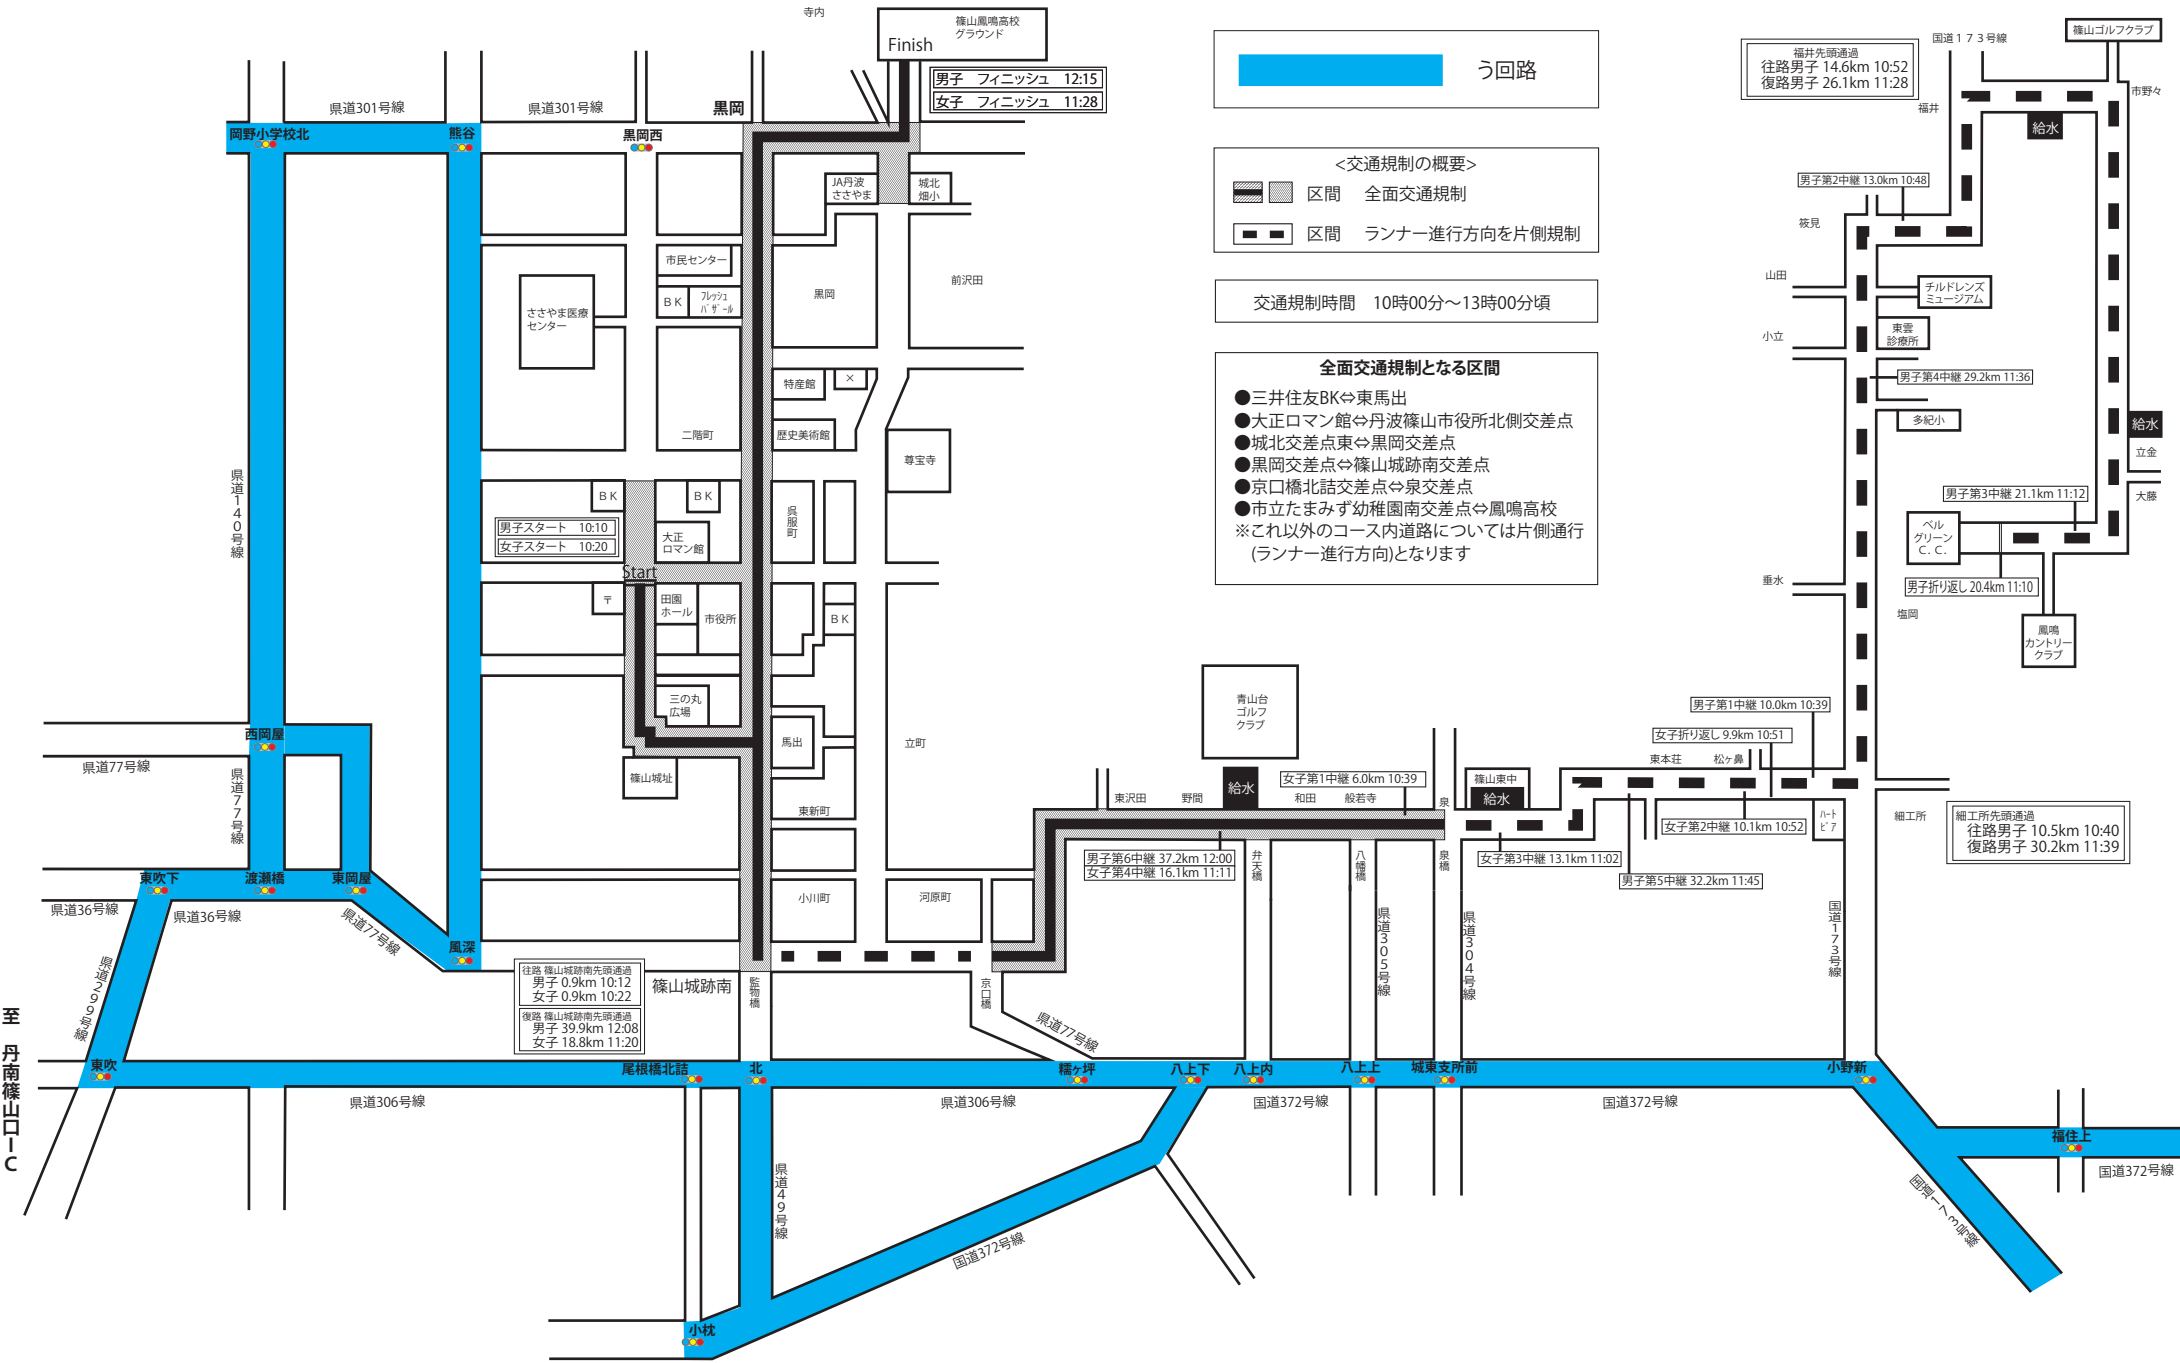 寺内
篠山鳳鳴高校
グラウンド
Finish
男子　フィニッシュ　12:15
女子　フィニッシュ　11:28
県道301号線
県道301号線
黒岡
岡野小学校北
熊谷
黒岡西
JA丹波
ささやま
城北
畑小
市民センター
BK
フレッシュ
バザール
ささやま医療
センター
黒岡
前沢田
特産館
×
二階町
歴史美術館
尊宝寺
県道140号線
BK
BK
呉服町
男子スタート　10:10
女子スタート　10:20
大正
ロマン館
Start
〒
田園
ホール
市役所
BK
三の丸
広場
馬出
立町
西岡屋
県道77号線
県道77号線
篠山城址
東新町
東吹下
渡瀬橋
東岡屋
県道36号線
県道36号線
県道77号線
小川町
河原町
風深
県道299号線
往路 篠山城跡南先頭通過
男子 0.9km 10:12
女子 0.9km 10:22
復路 篠山城跡南先頭通過
男子 39.9km 12:08
女子 18.8km 11:20
篠山城跡南
監物橋
京口橋
県道77号線
至　丹南篠山口IC
東吹
尾根橋北詰
北
糯ヶ坪
八上下
八上内
八上上
城東支所前
小野新
県道306号線
県道306号線
国道372号線
国道372号線
県道49号線
国道372号線
小枕
福住上
国道372号線
国道173号線
う回路
<交通規制の概要>
区間　全面交通規制
区間　ランナー進行方向を片側規制
交通規制時間　10時00分～13時00分頃
全面交通規制となる区間
●三井住友BK⇔東馬出
●大正ロマン館⇔丹波篠山市役所北側交差点
●城北交差点東⇔黒岡交差点
●黒岡交差点⇔篠山城跡南交差点
●京口橋北詰交差点⇔泉交差点
●市立たまみず幼稚園南交差点⇔鳳鳴高校
※これ以外のコース内道路については片側通行
(ランナー進行方向)となります
青山台
ゴルフ
クラブ
東沢田
野間
給水
和田
般若寺
女子第1中継 6.0km 10:39
泉
篠山東中
給水
男子第6中継 37.2km 12:00
女子第4中継 16.1km 11:11
弁天橋
八幡橋
泉橋
県道305号線
県道304号線
女子第3中継 13.1km 11:02
男子第5中継 32.2km 11:45
女子第2中継 10.1km 10:52
ハート
ピア
東本荘
松ヶ鼻
女子折り返し 9.9km 10:51
男子第1中継 10.0km 10:39
国道173号線
細工所
細工所先頭通過
往路男子 10.5km 10:40
復路男子 30.2km 11:39
福井先頭通過
往路男子 14.6km 10:52
復路男子 26.1km 11:28
国道173号線
篠山ゴルフクラブ
福井
市野々
給水
男子第2中継 13.0km 10:48
筱見
山田
チルドレンズ
ミュージアム
小立
東雲
診療所
男子第4中継 29.2km 11:36
多紀小
給水
立金
大藤
男子第3中継 21.1km 11:12
ベル
グリーン
C.C.
男子折り返し 20.4km 11:10
垂水
塩岡
鳳鳴
カントリー
クラブ